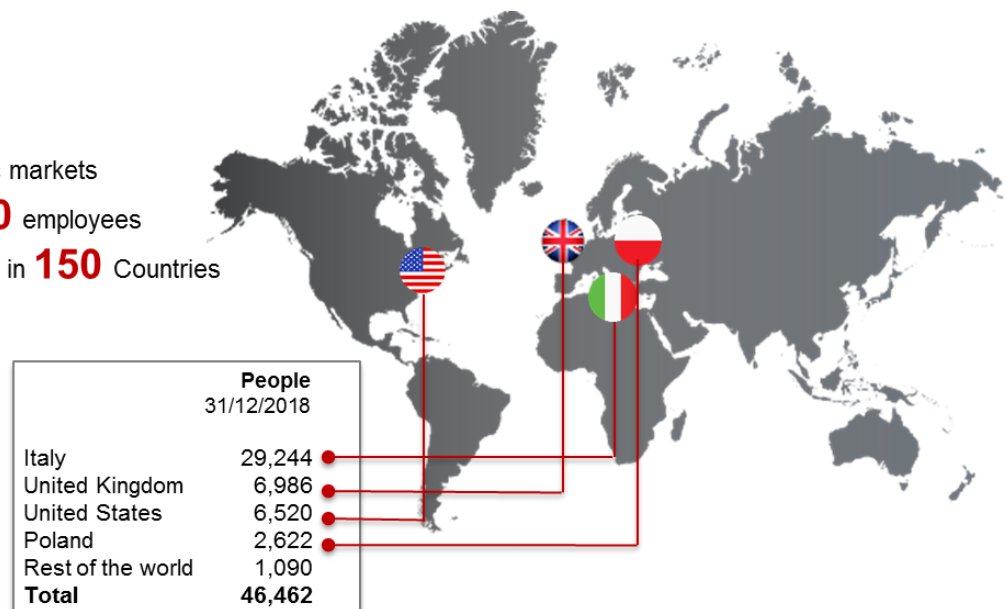 markets
0 employees
in 150 Countries
People
31/12/2018
Italy 29,244
United Kingdom 6,986
United States 6,520
Poland 2,622
Rest of the world 1,090
Total 46,462